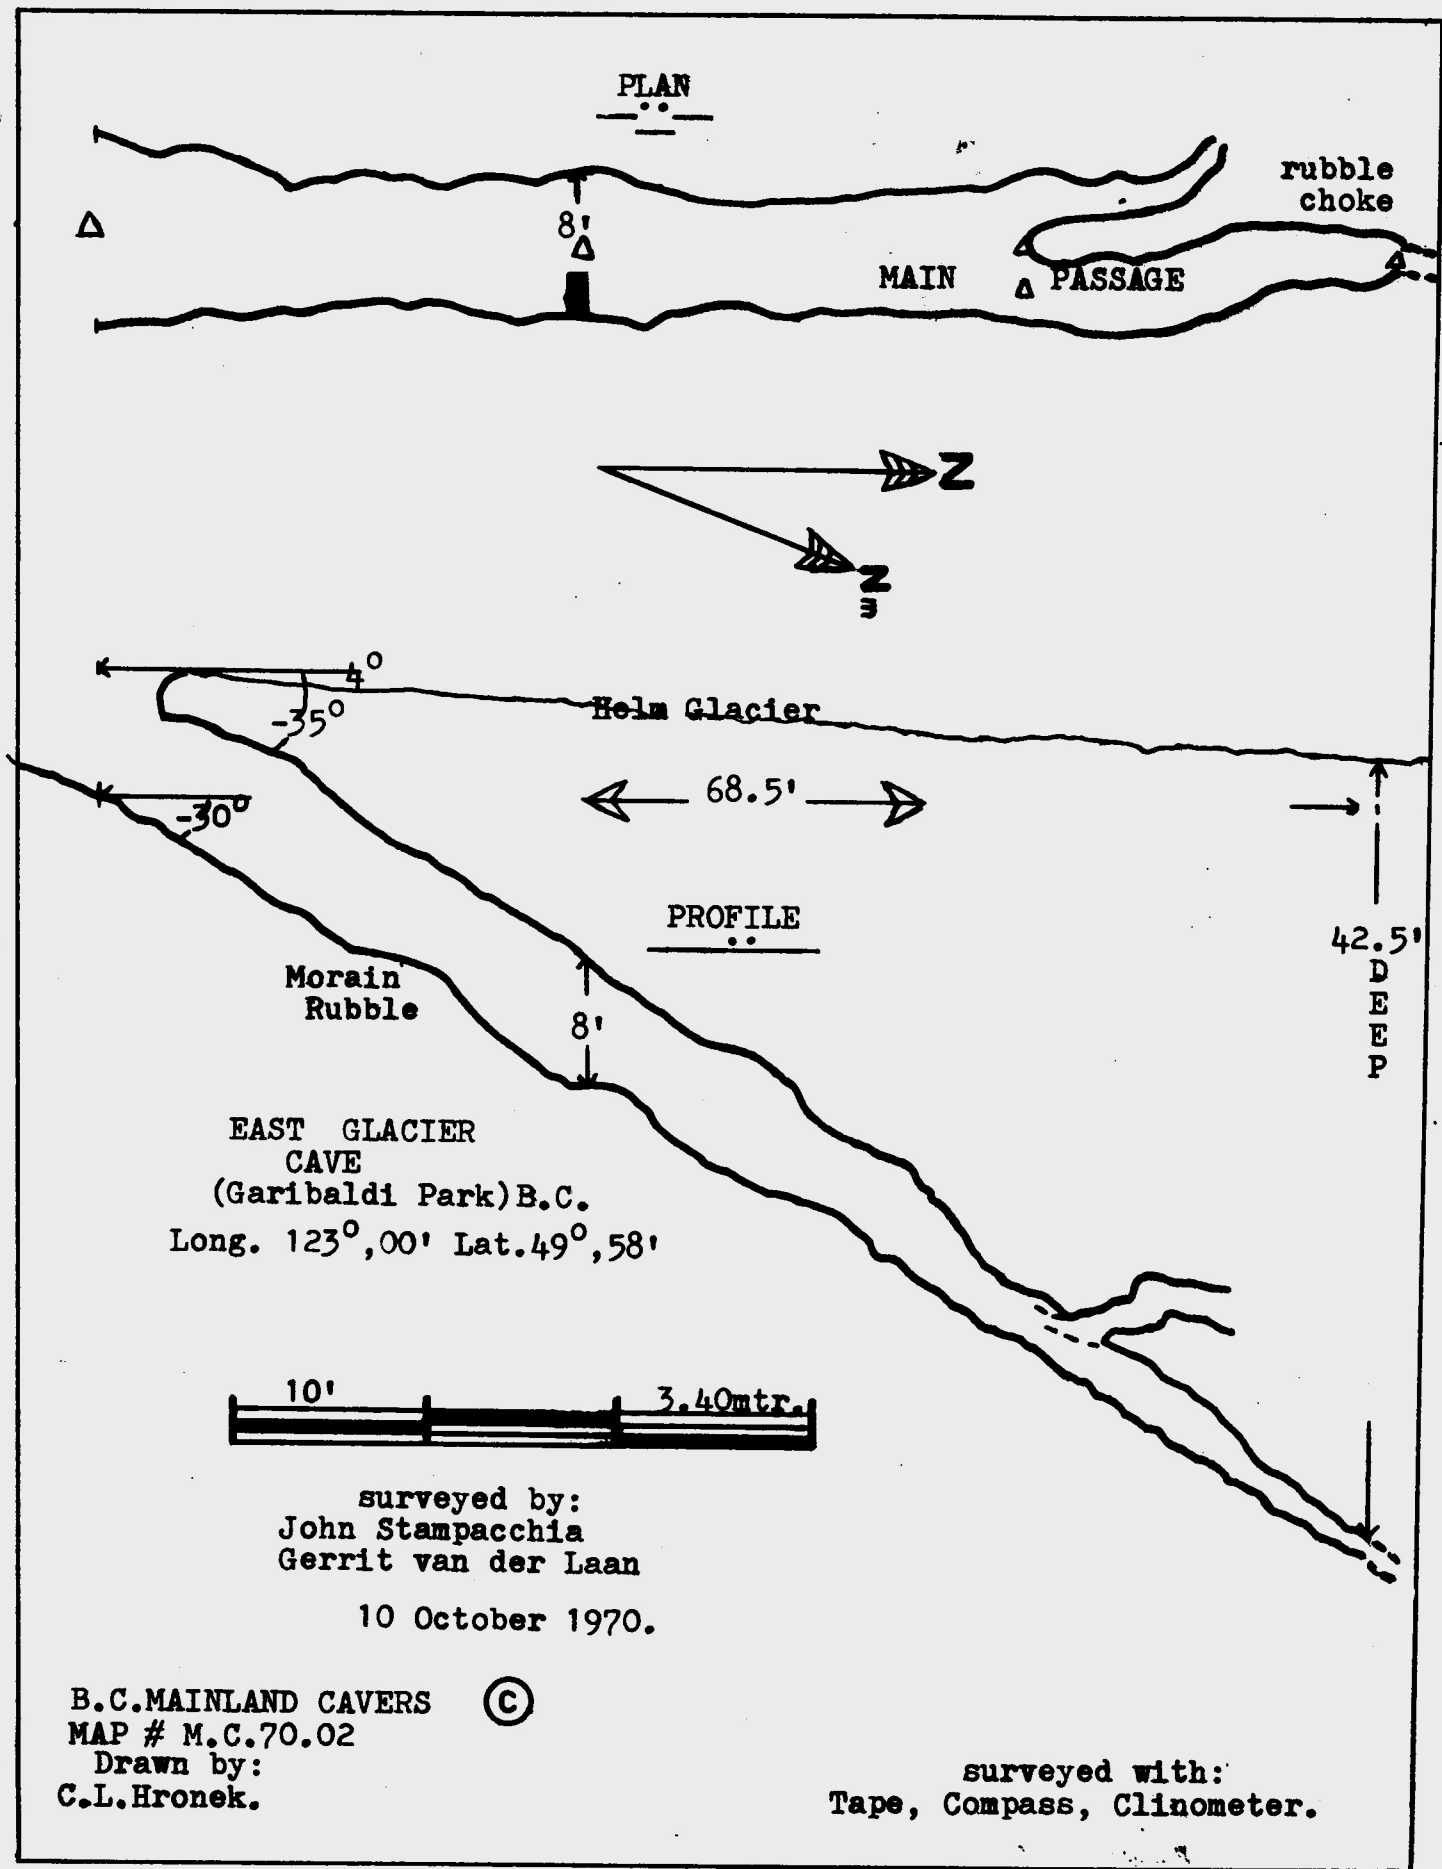 PLAN
rubble
choke
8'
MAIN PASSAGE
N
N
m
4°
-35°
Helm Glacier
68.5'
-30°
PROFILE
42.5'
DEEP
Morain
Rubble
8'
EAST GLACIER
CAVE
(Garibaldi Park)B.C.
Long. 123°,00' Lat.49°,58'
10' 3.40mtr.
surveyed by:
John Stampacchia
Gerrit van der Laan
10 October 1970.
B.C.MAINLAND CAVERS ©
MAP # M.C.70.02
Drawn by:
C.L.Hronek.
surveyed with:
Tape, Compass, Clinometer.